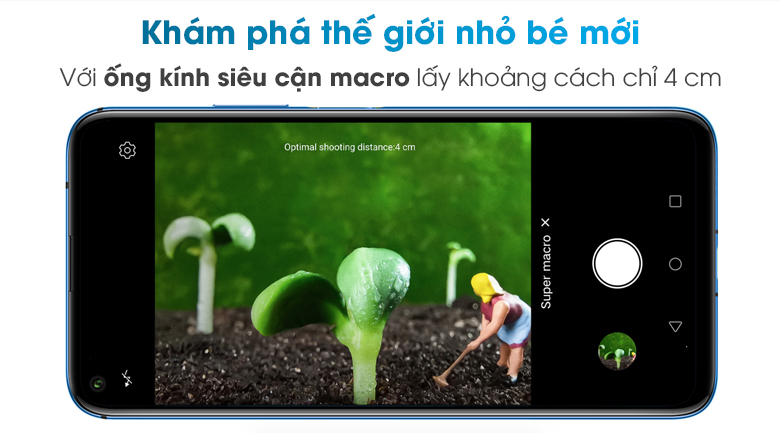 Khám phá thế giới nhỏ bé mới
Với ống kính siêu cận macro lấy khoảng cách chỉ 4 cm
Optimal shooting distance:4 cm
Super macro ×